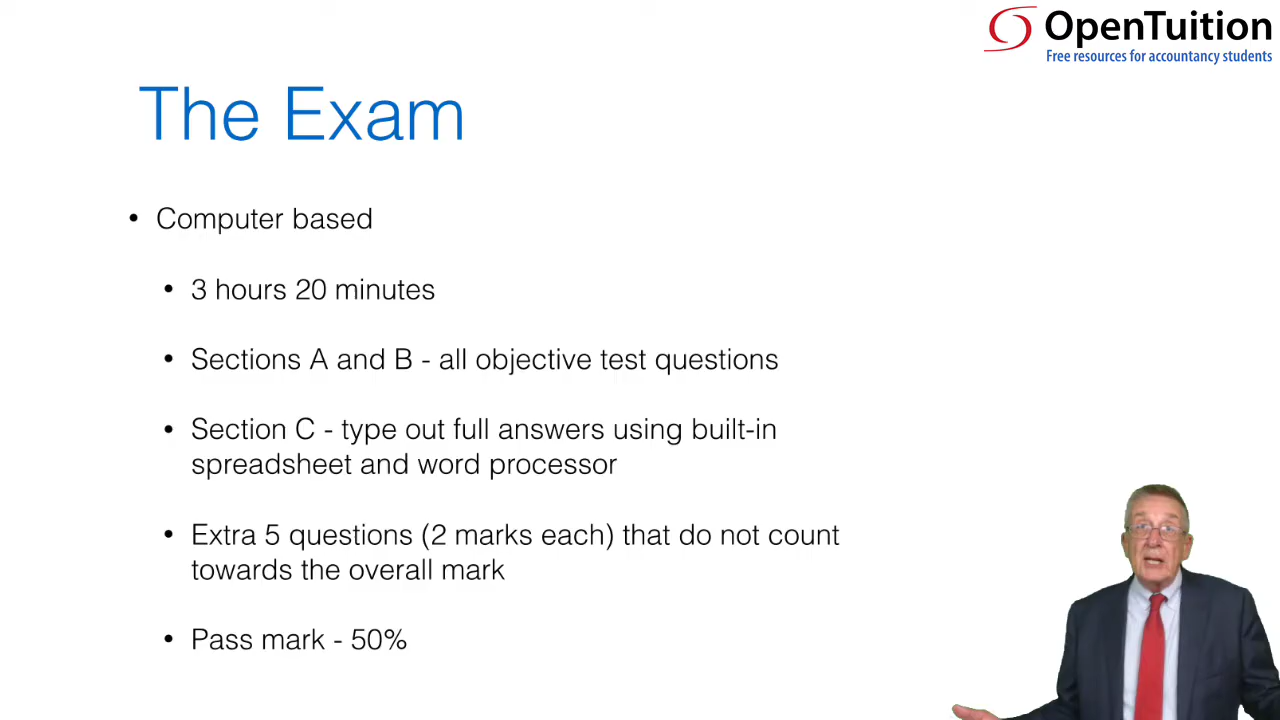 OpenTuition
Free resources for accountancy students
The Exam
• Computer based
• 3 hours 20 minutes
• Sections A and B - all objective test questions
• Section C - type out full answers using built-in
spreadsheet and word processor
• Extra 5 questions (2 marks each) that do not count
towards the overall mark
• Pass mark - 50%